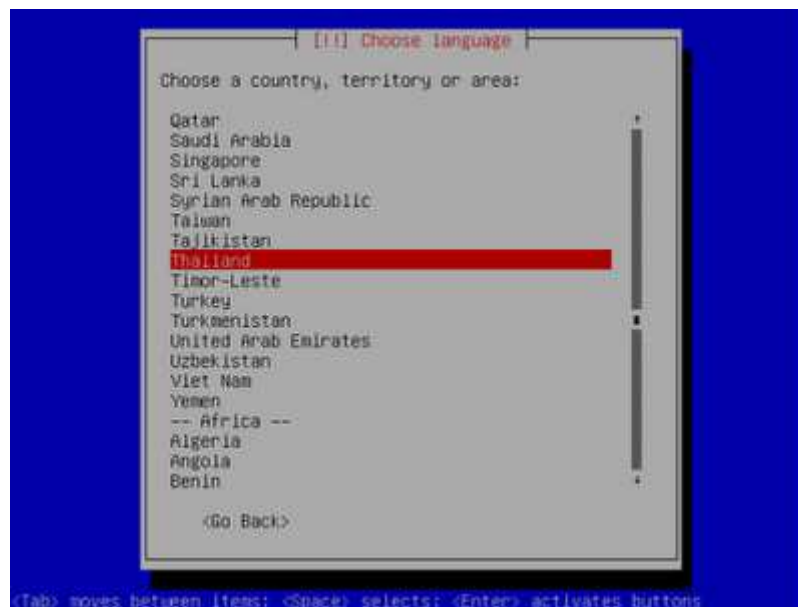 [!!] Choose language
Choose a country, territory or area:
Qatar
Saudi Arabia
Singapore
Sri Lanka
Syrian Arab Republic
Taiwan
Tajikistan
Thailand
Timor-Leste
Turkey
Turkmenistan
United Arab Emirates
Uzbekistan
Viet Nam
Yemen
-- Africa --
Algeria
Angola
Benin
<Go Back>
<Tab> moves between items; <Space> selects; <Enter> activates buttons